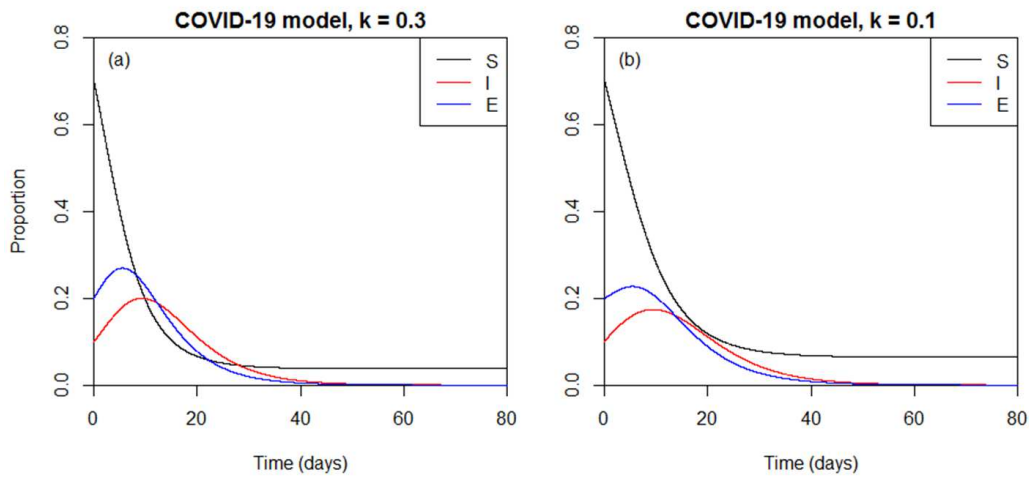 COVID-19 model, k = 0.3
(a)
S
I
E
Proportion
0.8
0.6
0.4
0.2
0.0
0 20 40 60 80
Time (days)
COVID-19 model, k = 0.1
(b)
S
I
E
0.8
0.6
0.4
0.2
0.0
0 20 40 60 80
Time (days)